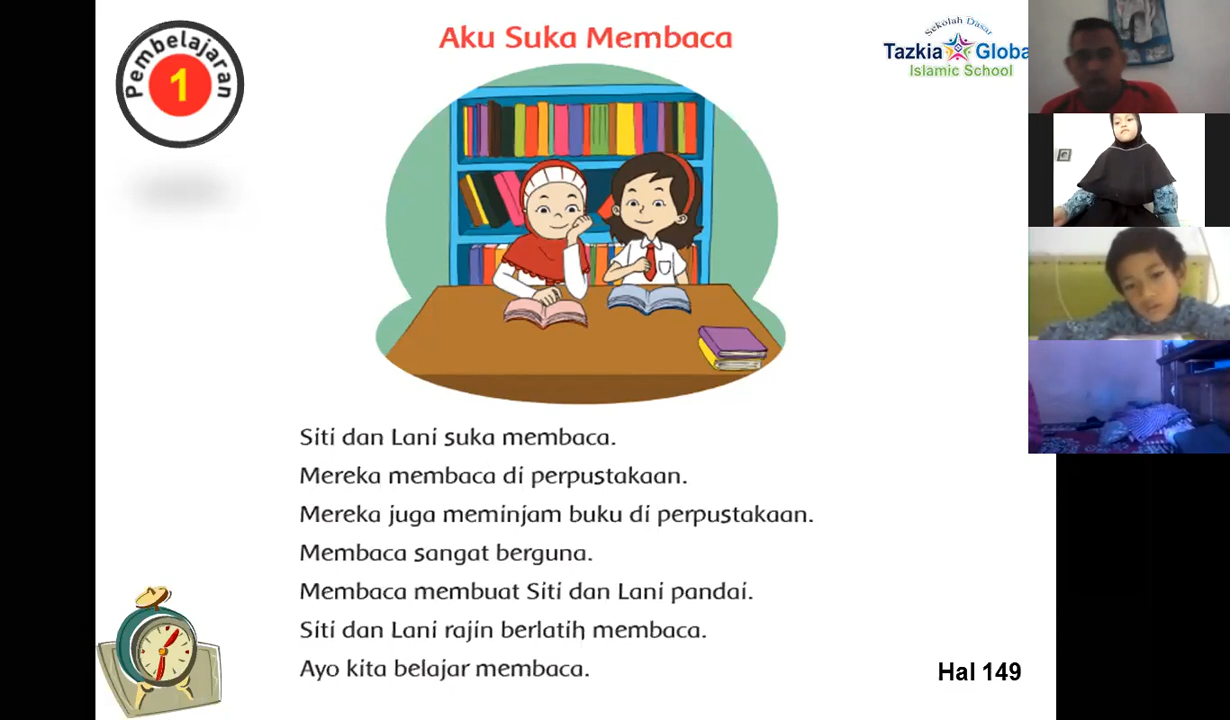 Pembelajaran
1
Aku Suka Membaca
Sekolah Dasar
Tazkia Globa
Islamic School
Siti dan Lani suka membaca.
Mereka membaca di perpustakaan.
Mereka juga meminjam buku di perpustakaan.
Membaca sangat berguna.
Membaca membuat Siti dan Lani pandai.
Siti dan Lani rajin berlatih membaca.
Ayo kita belajar membaca.
Hal 149